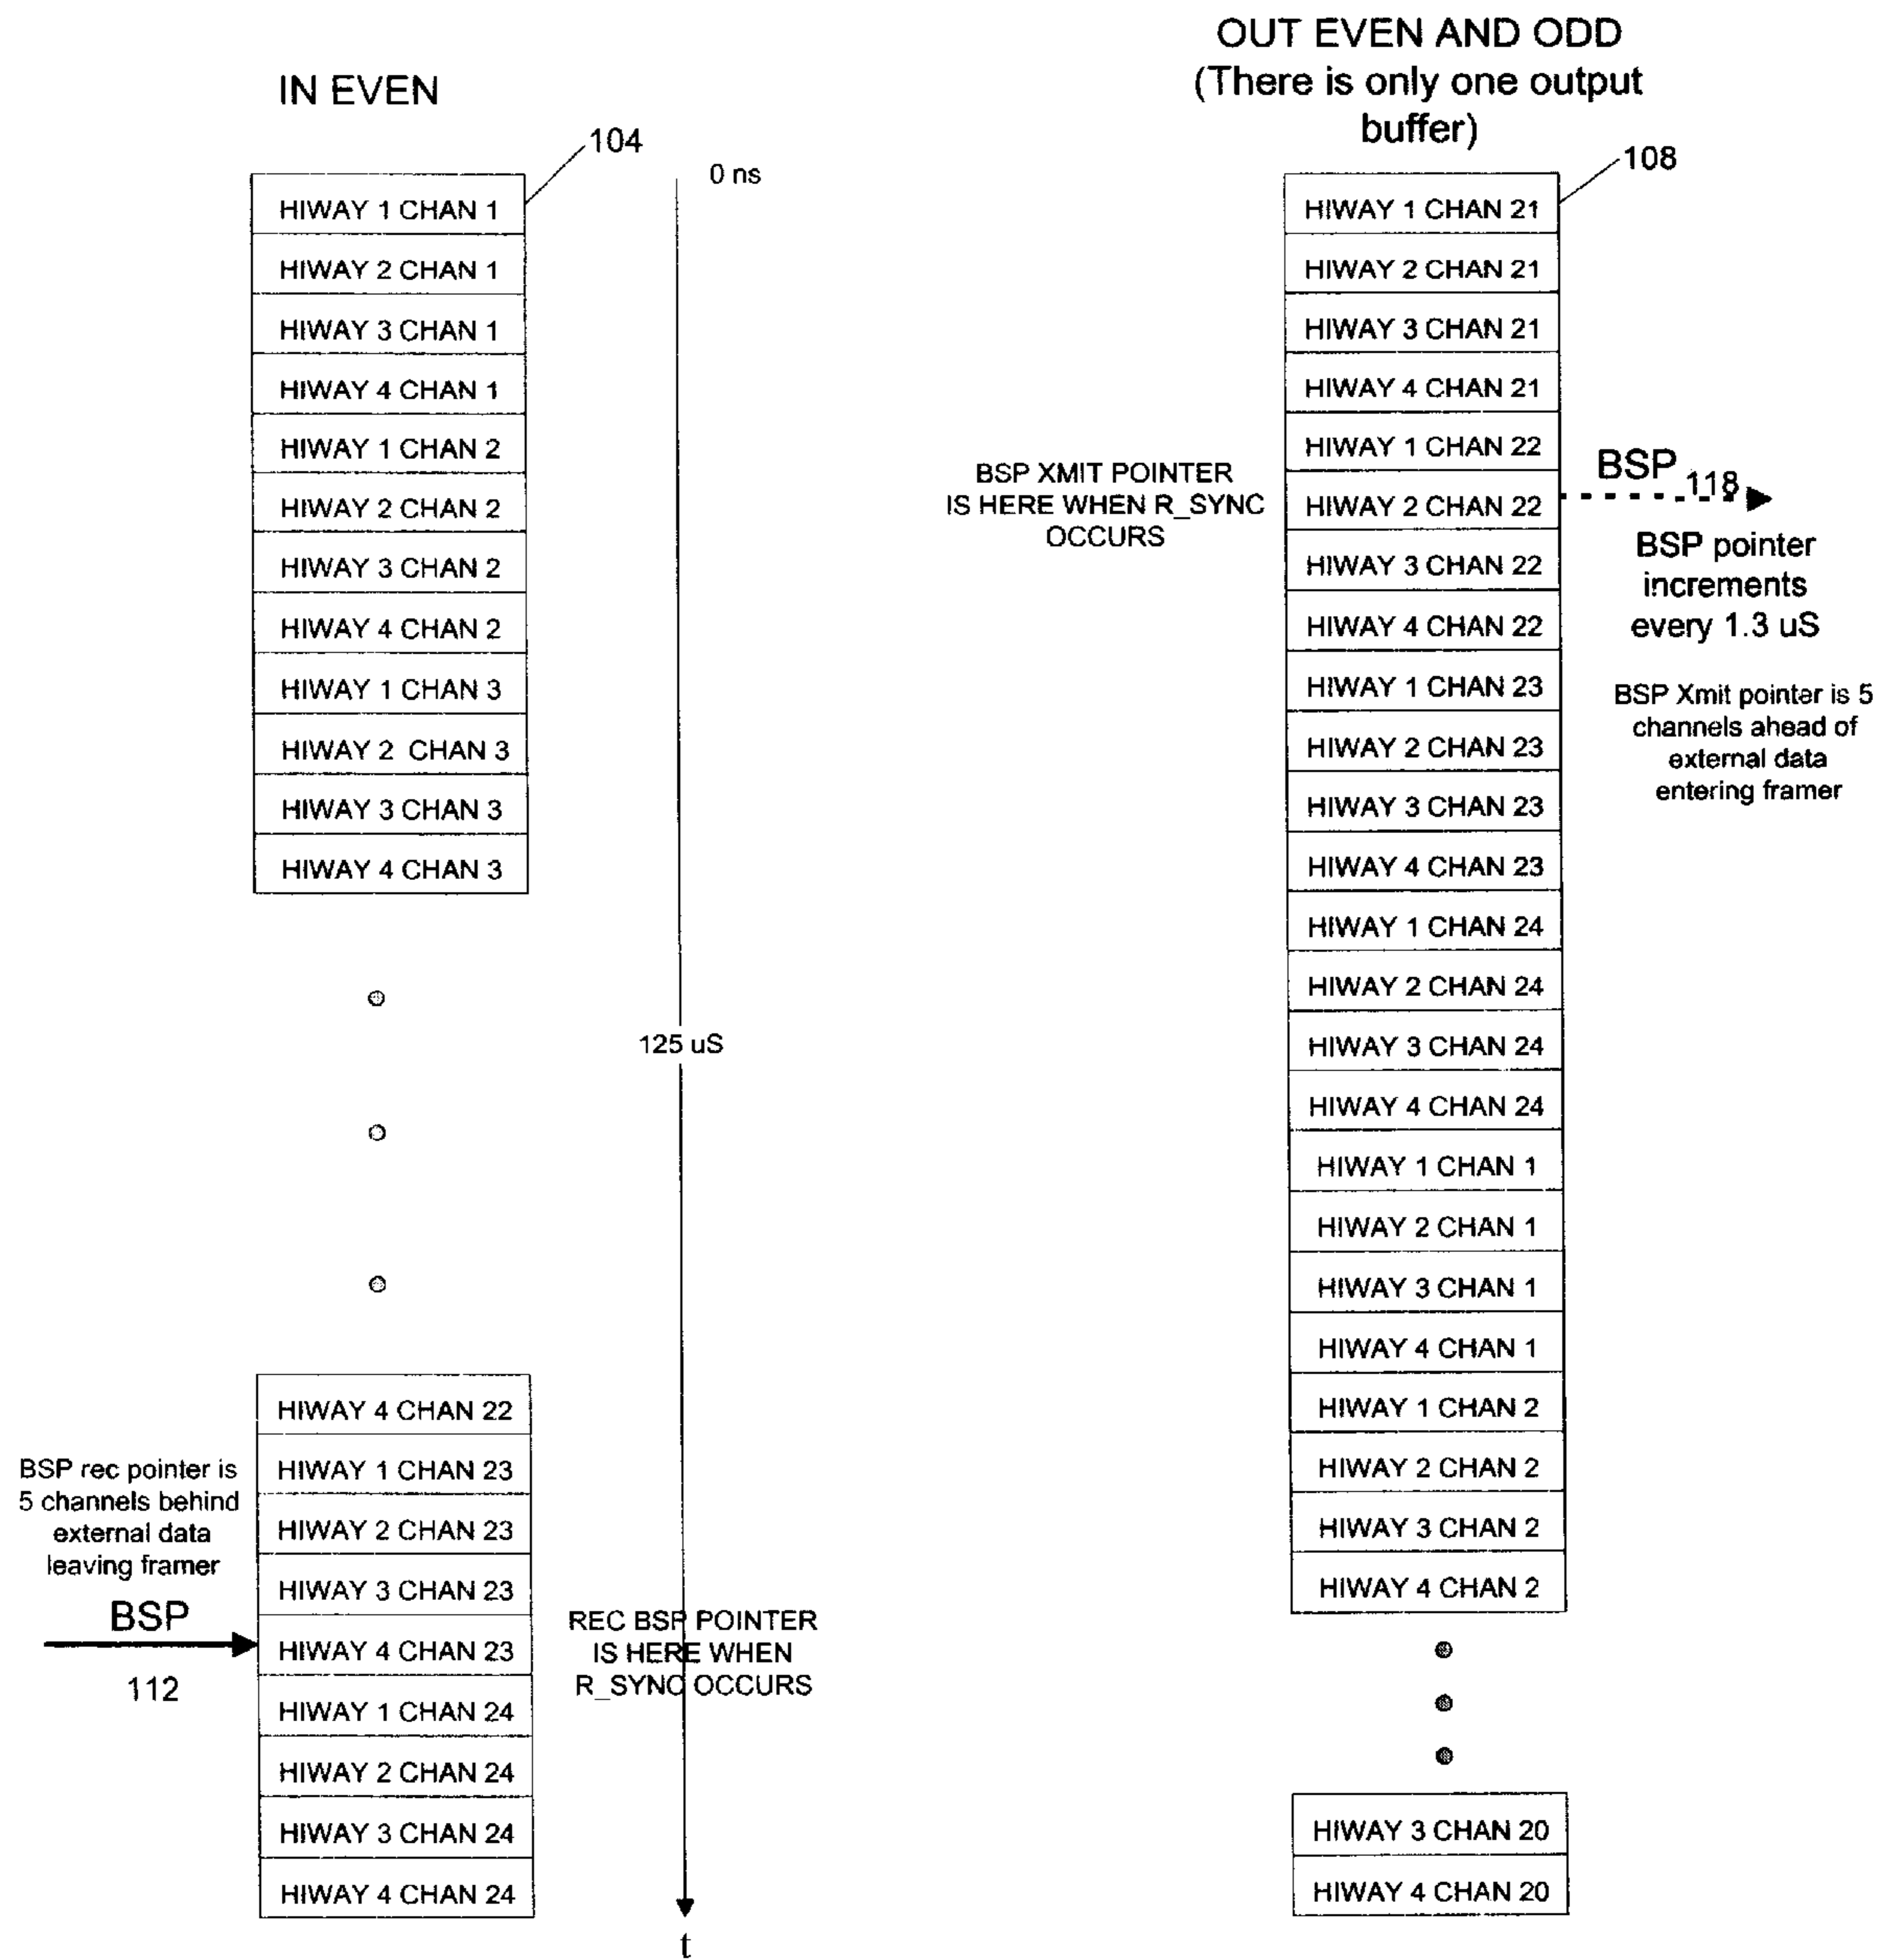 IN EVEN
104
HIWAY 1 CHAN 1
HIWAY 2 CHAN 1
HIWAY 3 CHAN 1
HIWAY 4 CHAN 1
HIWAY 1 CHAN 2
HIWAY 2 CHAN 2
HIWAY 3 CHAN 2
HIWAY 4 CHAN 2
HIWAY 1 CHAN 3
HIWAY 2 CHAN 3
HIWAY 3 CHAN 3
HIWAY 4 CHAN 3
HIWAY 4 CHAN 22
HIWAY 1 CHAN 23
HIWAY 2 CHAN 23
HIWAY 3 CHAN 23
HIWAY 4 CHAN 23
HIWAY 1 CHAN 24
HIWAY 2 CHAN 24
HIWAY 3 CHAN 24
HIWAY 4 CHAN 24
BSP rec pointer is
5 channels behind
external data
leaving framer
BSP
112
0 ns
125 uS
REC BSP POINTER
IS HERE WHEN
R_SYNC OCCURS
t
OUT EVEN AND ODD
(There is only one output
buffer)
108
HIWAY 1 CHAN 21
HIWAY 2 CHAN 21
HIWAY 3 CHAN 21
HIWAY 4 CHAN 21
HIWAY 1 CHAN 22
HIWAY 2 CHAN 22
HIWAY 3 CHAN 22
HIWAY 4 CHAN 22
HIWAY 1 CHAN 23
HIWAY 2 CHAN 23
HIWAY 3 CHAN 23
HIWAY 4 CHAN 23
HIWAY 1 CHAN 24
HIWAY 2 CHAN 24
HIWAY 3 CHAN 24
HIWAY 4 CHAN 24
HIWAY 1 CHAN 1
HIWAY 2 CHAN 1
HIWAY 3 CHAN 1
HIWAY 4 CHAN 1
HIWAY 1 CHAN 2
HIWAY 2 CHAN 2
HIWAY 3 CHAN 2
HIWAY 4 CHAN 2
HIWAY 3 CHAN 20
HIWAY 4 CHAN 20
BSP XMIT POINTER
IS HERE WHEN R_SYNC
OCCURS
BSP
118
BSP pointer
increments
every 1.3 uS
BSP Xmit pointer is 5
channels ahead of
external data
entering framer